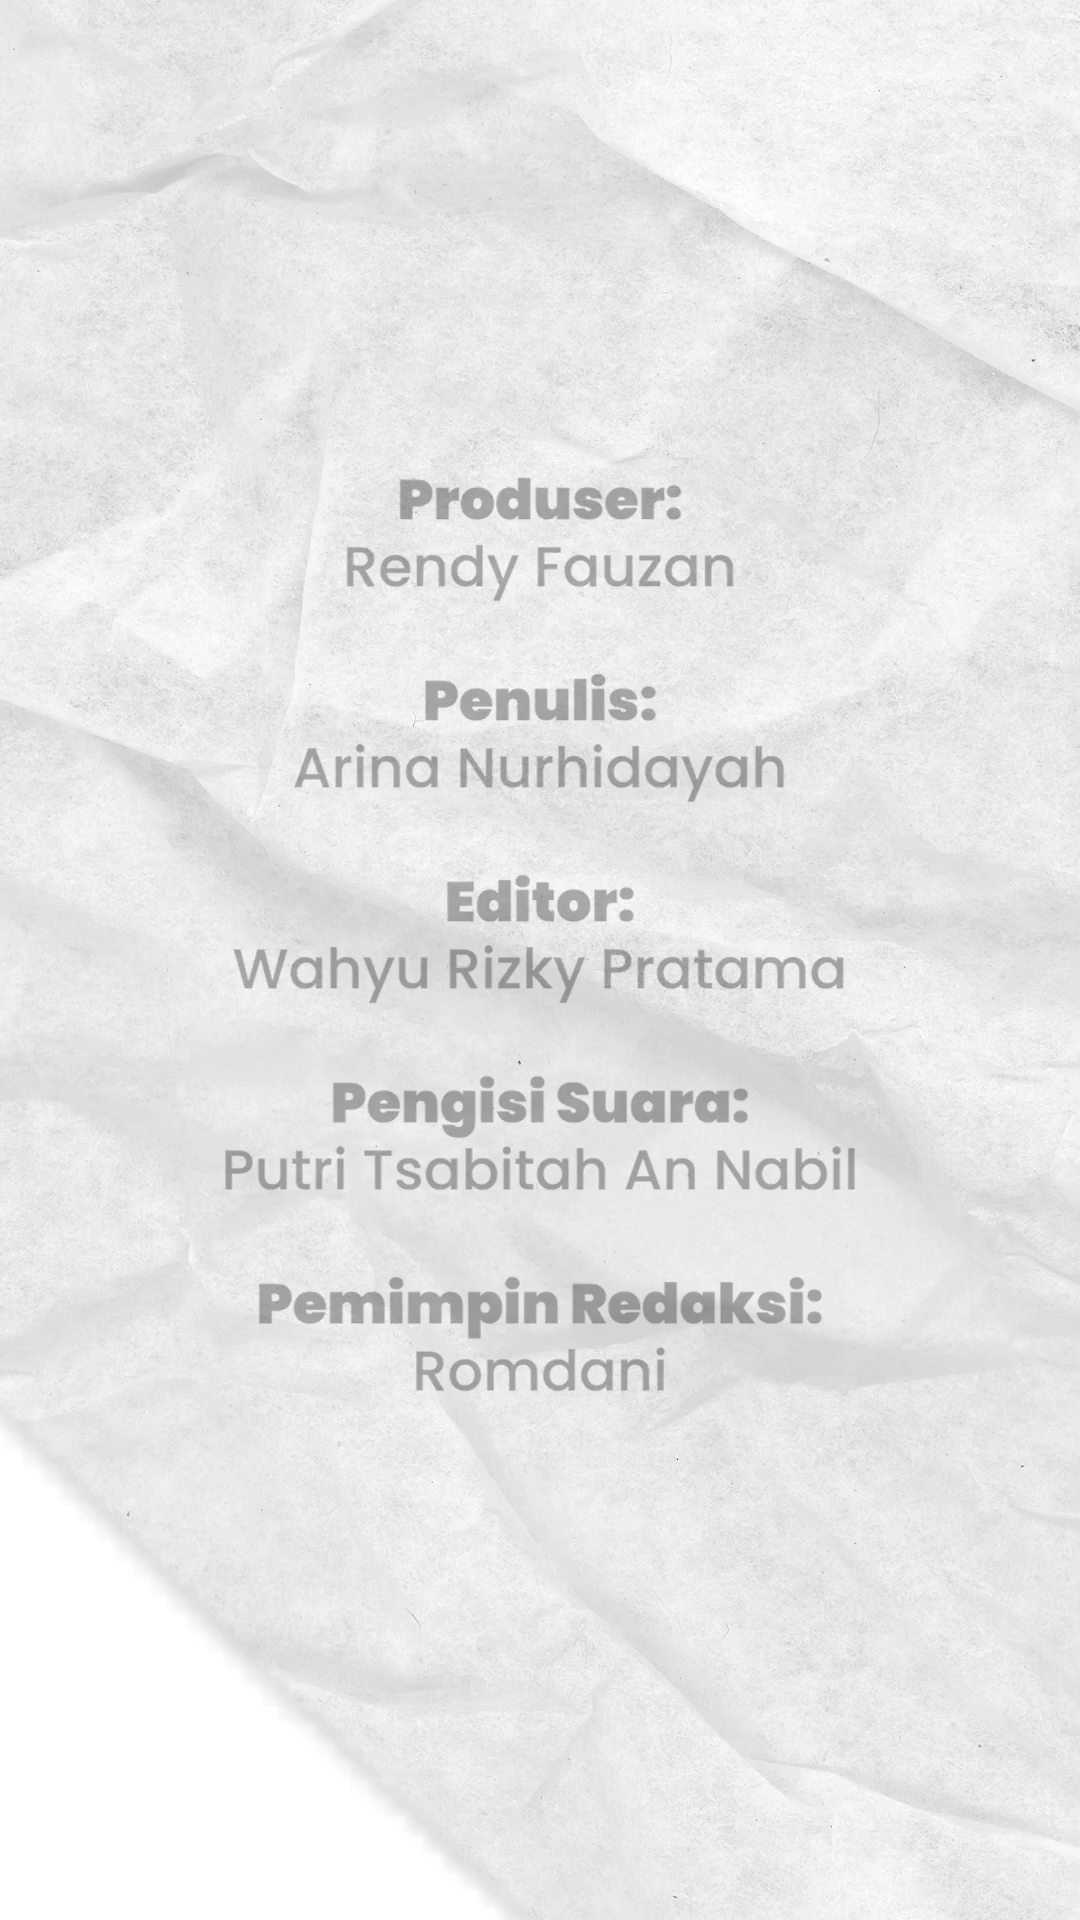 Produser:
Rendy Fauzan
Penulis:
Arina Nurhidayah
Editor:
Wahyu Rizky Pratama
Pengisi Suara:
Putri Tsabitah An Nabil
Pemimpin Redaksi:
Romdani